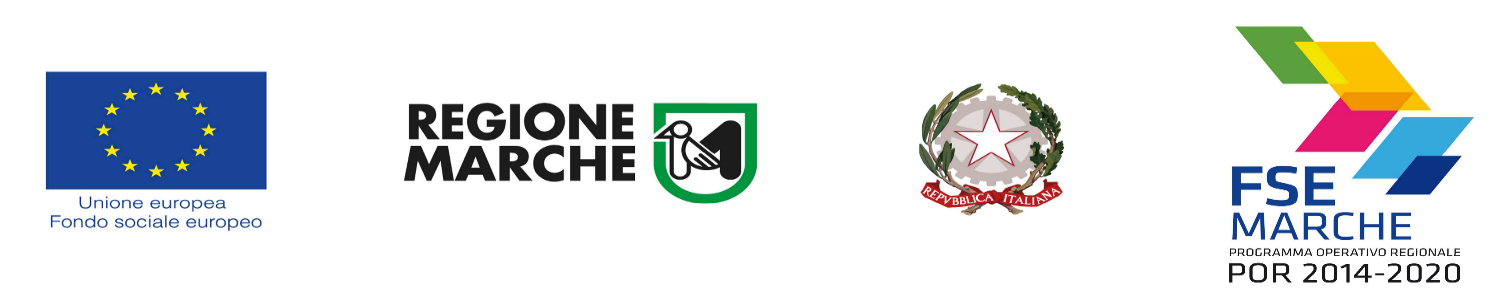 Unione europea
Fondo sociale europeo
REGIONE
MARCHE
REPVBBLICA ITALIANA
FSE
MARCHE
PROGRAMMA OPERATIVO REGIONALE
POR 2014-2020